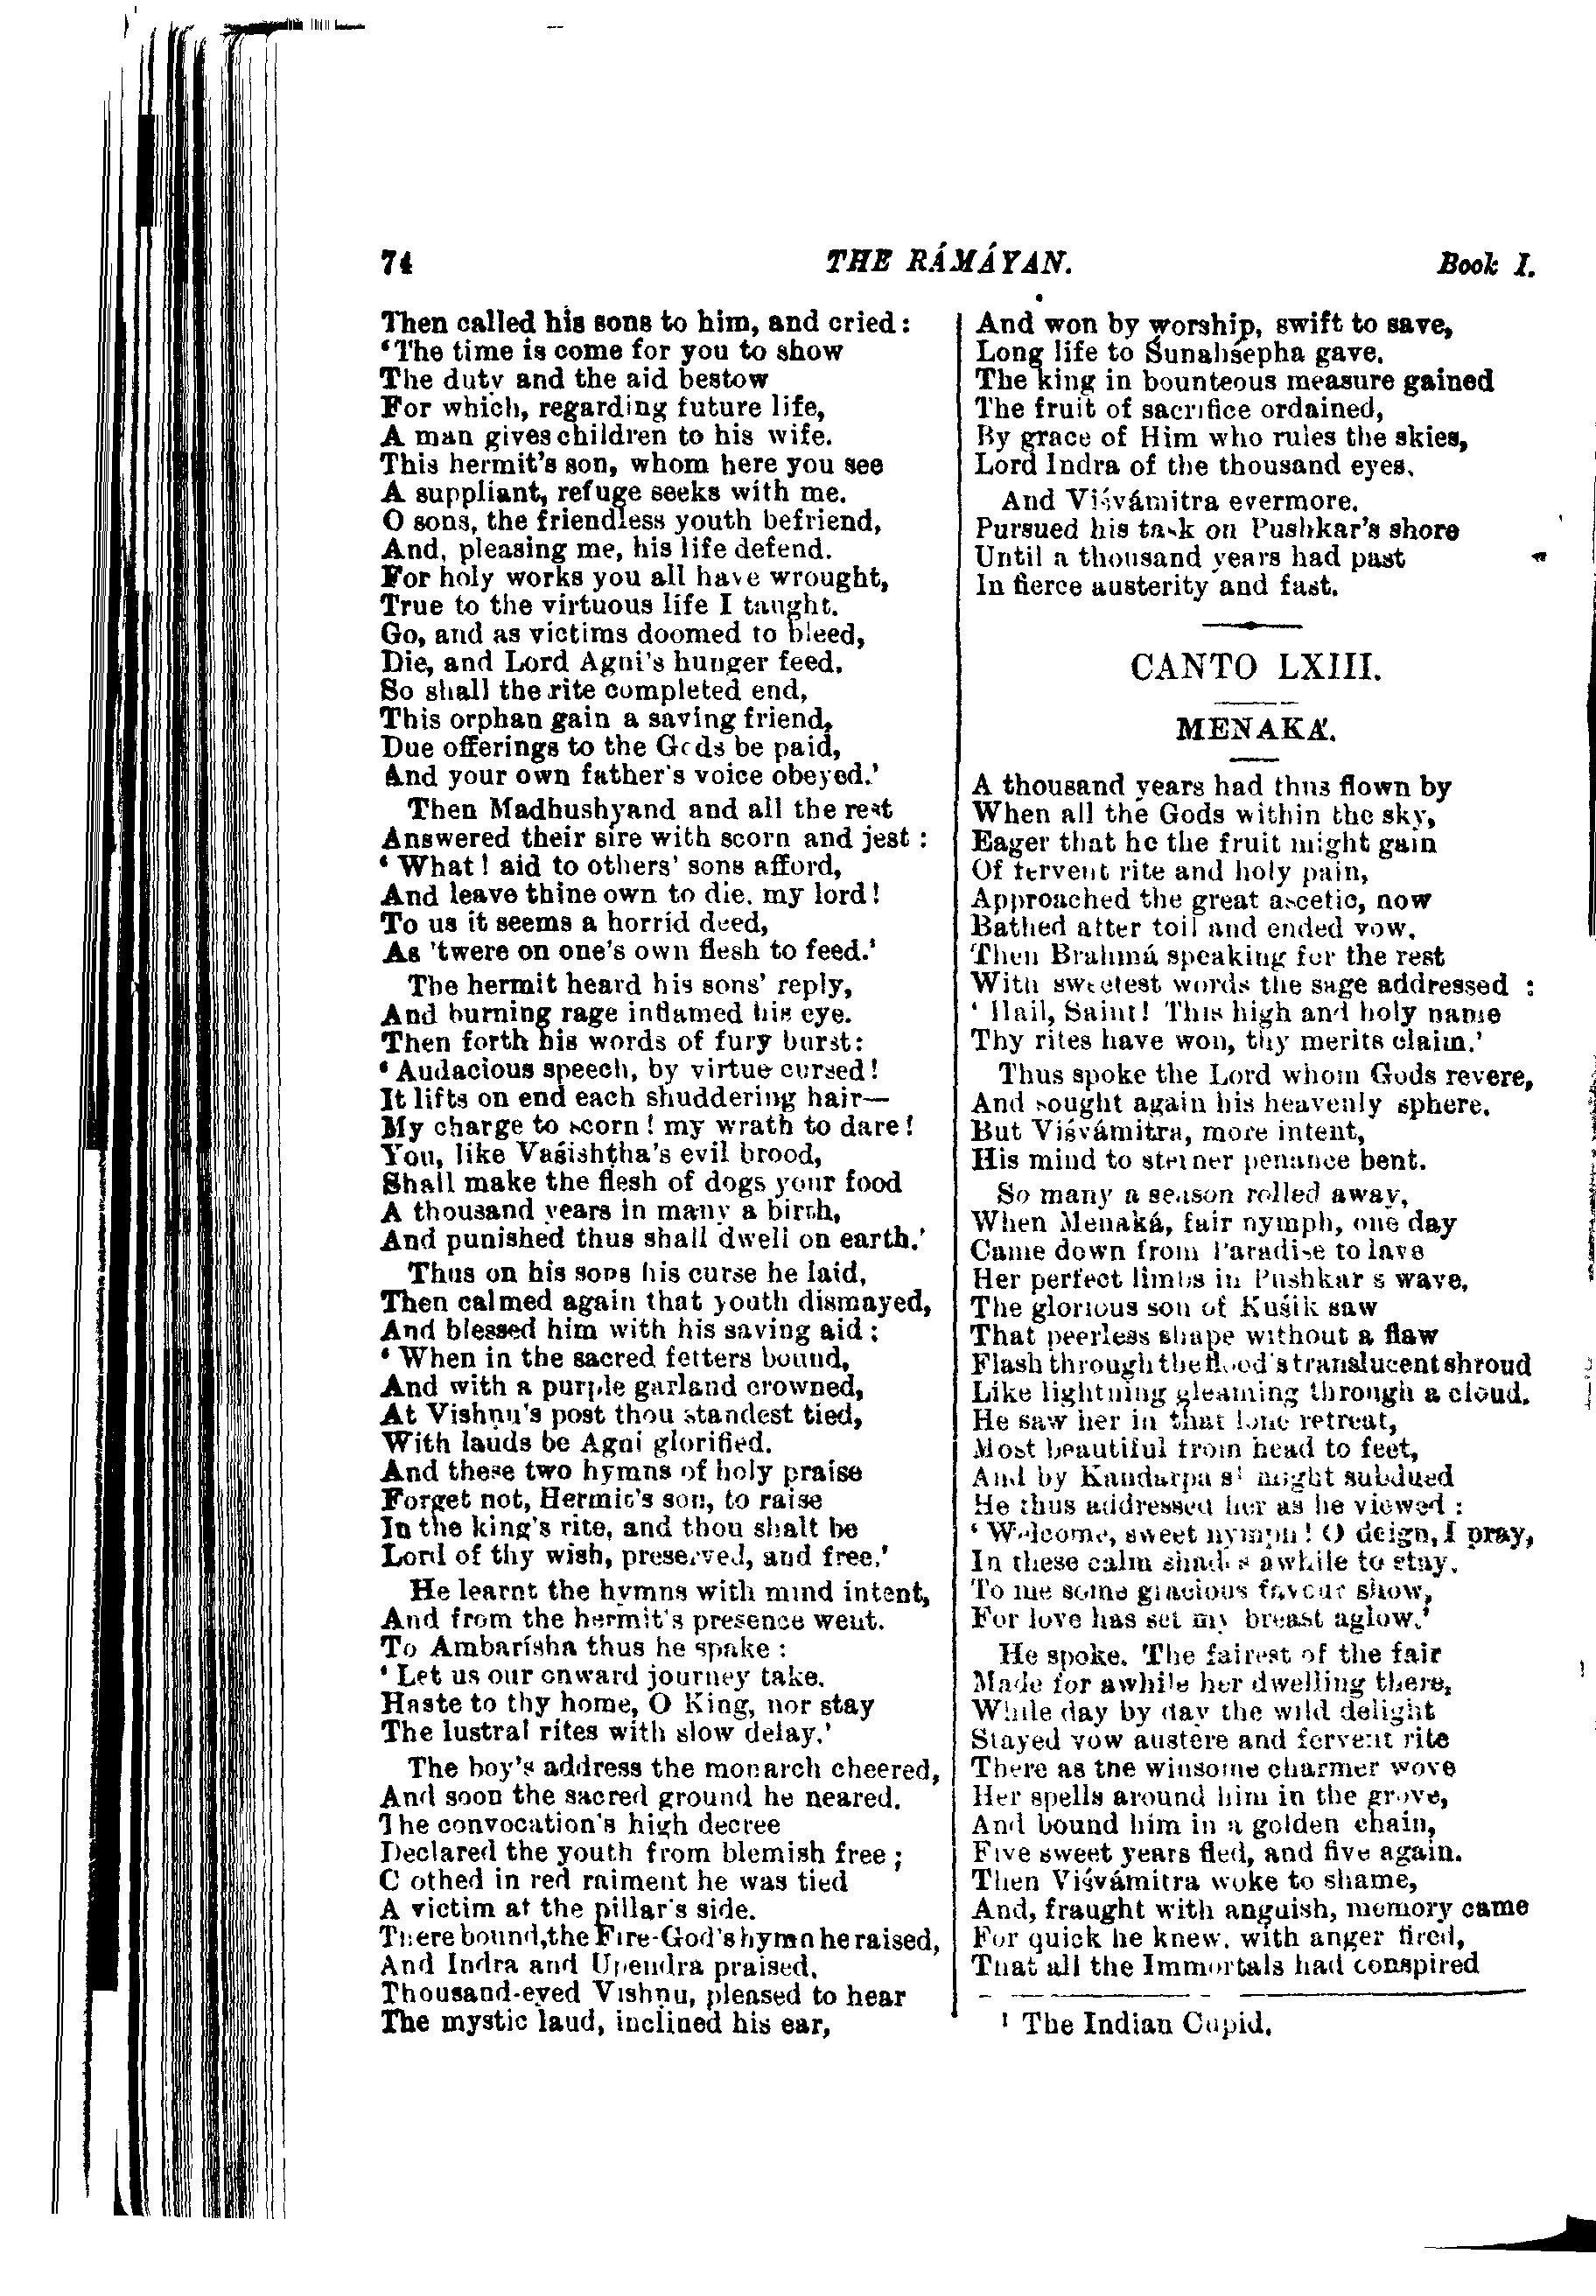 74 THE RÁMÁYAN. Book I.
Then called his sons to him, and cried:
‘The time is come for you to show
The duty and the aid bestow
For which, regarding future life,
A man gives children to his wife.
This hermit's son, whom here you see
A suppliant, refuge seeks with me.
O sons, the friendless youth befriend,
And, pleasing me, his life defend.
For holy works you all have wrought,
True to the virtuous life I taught.
Go, and as victims doomed to bleed,
Die, and Lord Agni's hunger feed.
So shall the rite completed end,
This orphan gain a saving friend,
Due offerings to the Gods be paid,
And your own father's voice obeyed.’
Then Madhushyand and all the rest
Answered their sire with scorn and jest:
‘What! aid to others' sons afford,
And leave thine own to die, my lord!
To us it seems a horrid deed,
As 'twere on one's own flesh to feed.’
The hermit heard his sons' reply,
And burning rage inflamed his eye.
Then forth his words of fury burst:
‘Audacious speech, by virtue cursed!
It lifts on end each shuddering hair—
My charge to scorn! my wrath to dare!
You, like Vaśishṭha's evil brood,
Shall make the flesh of dogs your food
A thousand years in many a birth,
And punished thus shall dwell on earth.’
Thus on his sons his curse he laid,
Then calmed again that youth dismayed,
And blessed him with his saving aid:
‘When in the sacred fetters bound,
And with a purple garland crowned,
At Vishṇu's post thou standest tied,
With lauds be Agni glorified.
And these two hymns of holy praise
Forget not, Hermit's son, to raise
In the king's rite, and thou shalt be
Lord of thy wish, preserved, and free.’
He learnt the hymns with mind intent,
And from the hermit's presence went.
To Ambarísha thus he spake:
‘Let us our onward journey take.
Haste to thy home, O King, nor stay
The lustral rites with slow delay.’
The boy's address the monarch cheered,
And soon the sacred ground he neared.
The convocation's high decree
Declared the youth from blemish free;
C othed in red raiment he was tied
A victim at the pillar's side.
There bound, the Fire-God's hymn he raised,
And Indra and Upendra praised.
Thousand-eyed Vishṇu, pleased to hear
The mystic laud, inclined his ear,
And won by worship, swift to save,
Long life to Śunahśepha gave.
The king in bounteous measure gained
The fruit of sacrifice ordained,
By grace of Him who rules the skies,
Lord Indra of the thousand eyes.
And Viśvámitra evermore.
Pursued his task on Pushkar's shore
Until a thousand years had past
In fierce austerity and fast.
CANTO LXIII.
MENAKÁ.
A thousand years had thus flown by
When all the Gods within the sky,
Eager that he the fruit might gain
Of fervent rite and holy pain,
Approached the great ascetic, now
Bathed after toil and ended vow.
Then Brahmá speaking for the rest
With sweetest words the sage addressed:
‘Hail, Saint! This high and holy name
Thy rites have won, thy merits claim.’
Thus spoke the Lord whom Gods revere,
And sought again his heavenly sphere.
But Viśvámitra, more intent,
His mind to sterner penance bent.
So many a season rolled away,
When Menaká, fair nymph, one day
Came down from Paradise to lave
Her perfect limbs in Pushkar s wave,
The glorious son of Kuśik saw
That peerless shape without a flaw
Flash through the flood's translucent shroud
Like lightning gleaming through a cloud.
He saw her in that lone retreat,
Most beautiful from head to feet,
And by Kandarpa s¹ might subdued
He thus addressed her as he viewed:
‘Welcome, sweet nymph! O deign, I pray,
In these calm shades awhile to stay.
To me some gracious favour show,
For love has set my breast aglow.’
He spoke. The fairest of the fair
Made for awhile her dwelling there,
While day by day the wild delight
Stayed vow austere and fervent rite
There as the winsome charmer wove
Her spells around him in the grove,
And bound him in a golden chain,
Five sweet years fled, and five again.
Then Viśvámitra woke to shame,
And, fraught with anguish, memory came
For quick he knew, with anger fired,
That all the Immortals had conspired
¹ The Indian Cupid.